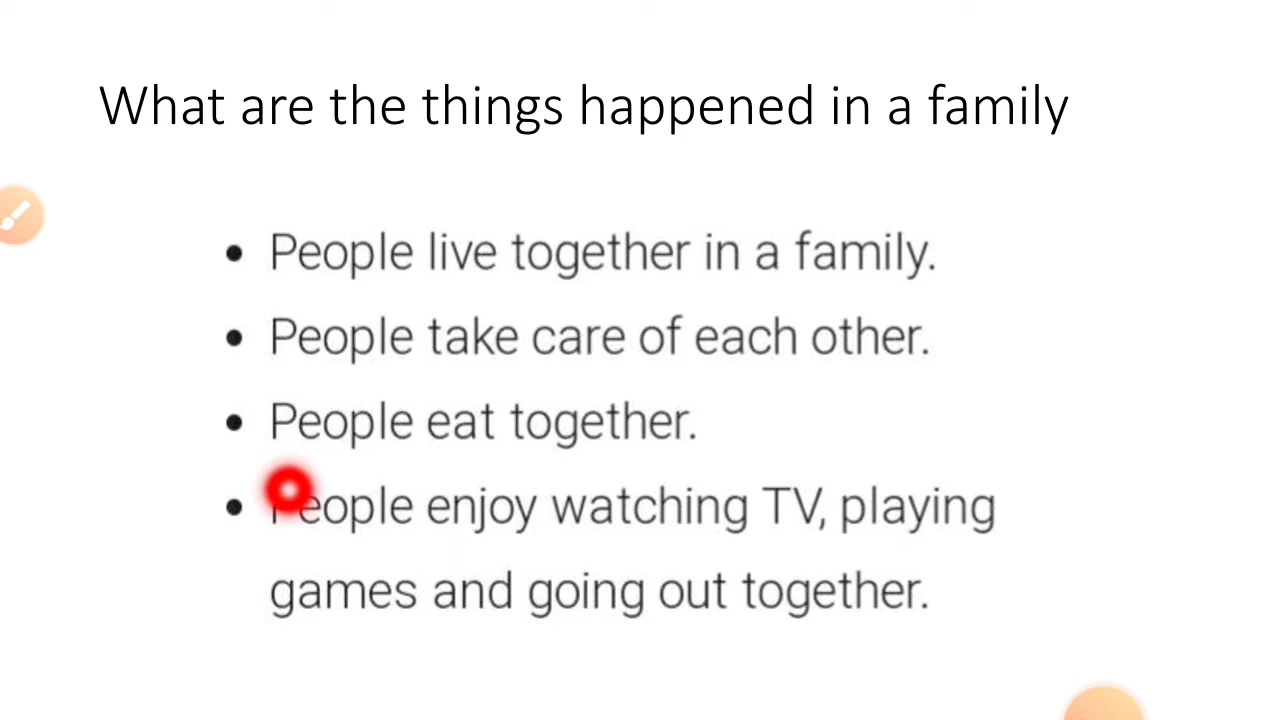 What are the things happened in a family
• People live together in a family.
• People take care of each other.
• People eat together.
• People enjoy watching TV, playing
games and going out together.